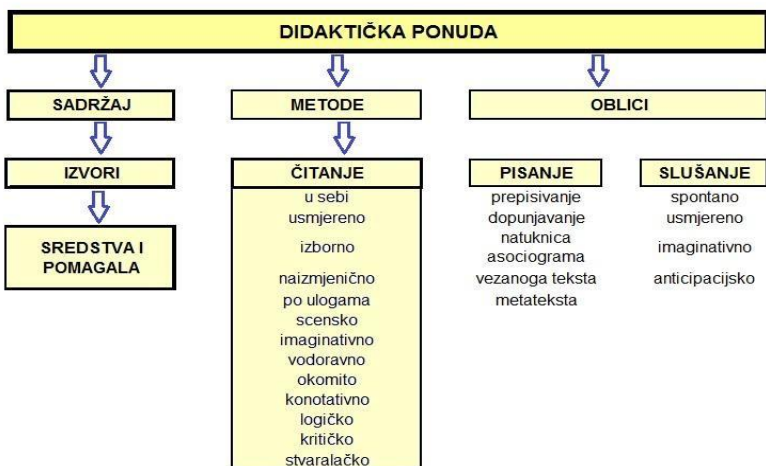 DIDAKTIČKA PONUDA
SADRŽAJ
METODE
OBLICI
IZVORI
SREDSTVA I
POMAGALA
ČITANJE
u sebi
usmjereno
izborno
naizmjenično
po ulogama
scensko
imaginativno
vodoravno
okomito
konotativno
logičko
kritičko
stvaralačko
PISANJE
prepisivanje
dopunjavanje
natuknica
asociograma
vezanoga teksta
metateksta
SLUŠANJE
spontano
usmjereno
imaginativno
anticipacijsko